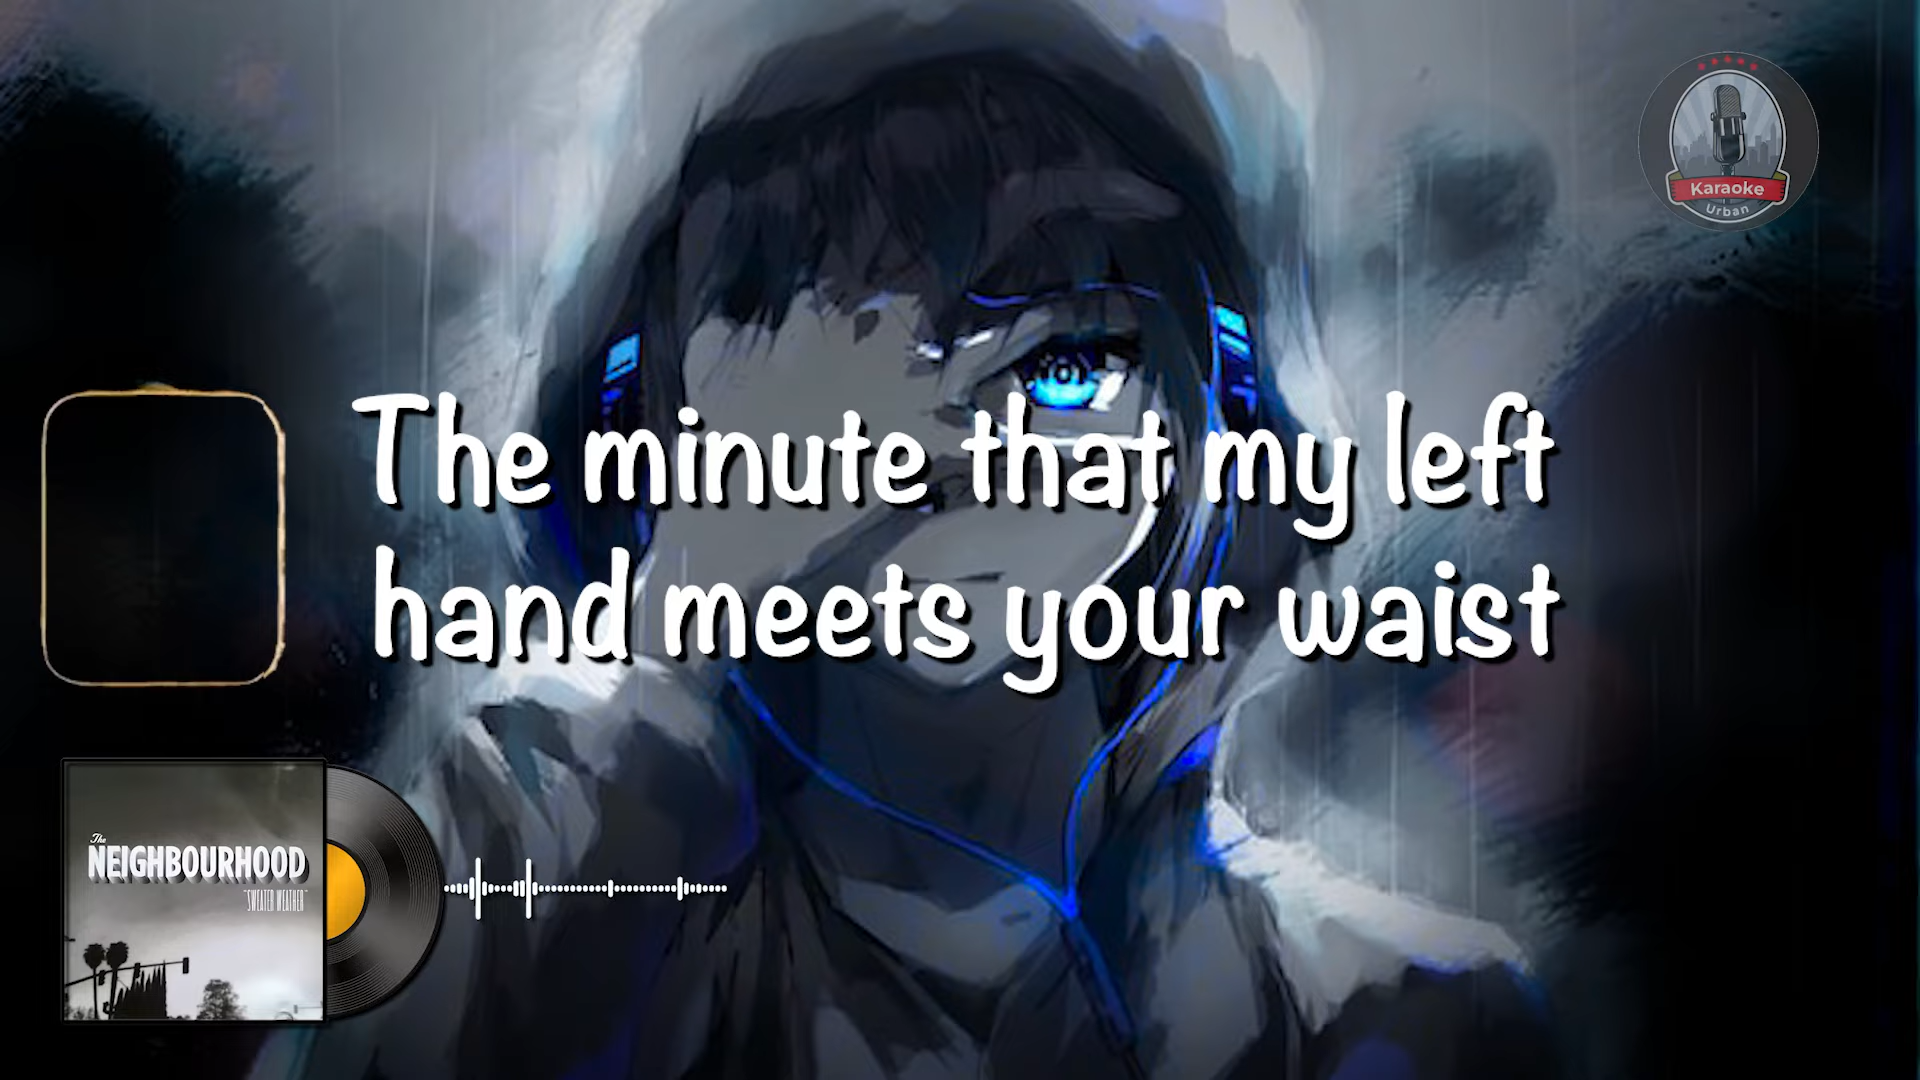 Karaoke
Urban
The minute that my left
hand meets your waist
The
NEIGHBOURHOOD
"SWEATER WEATHER"